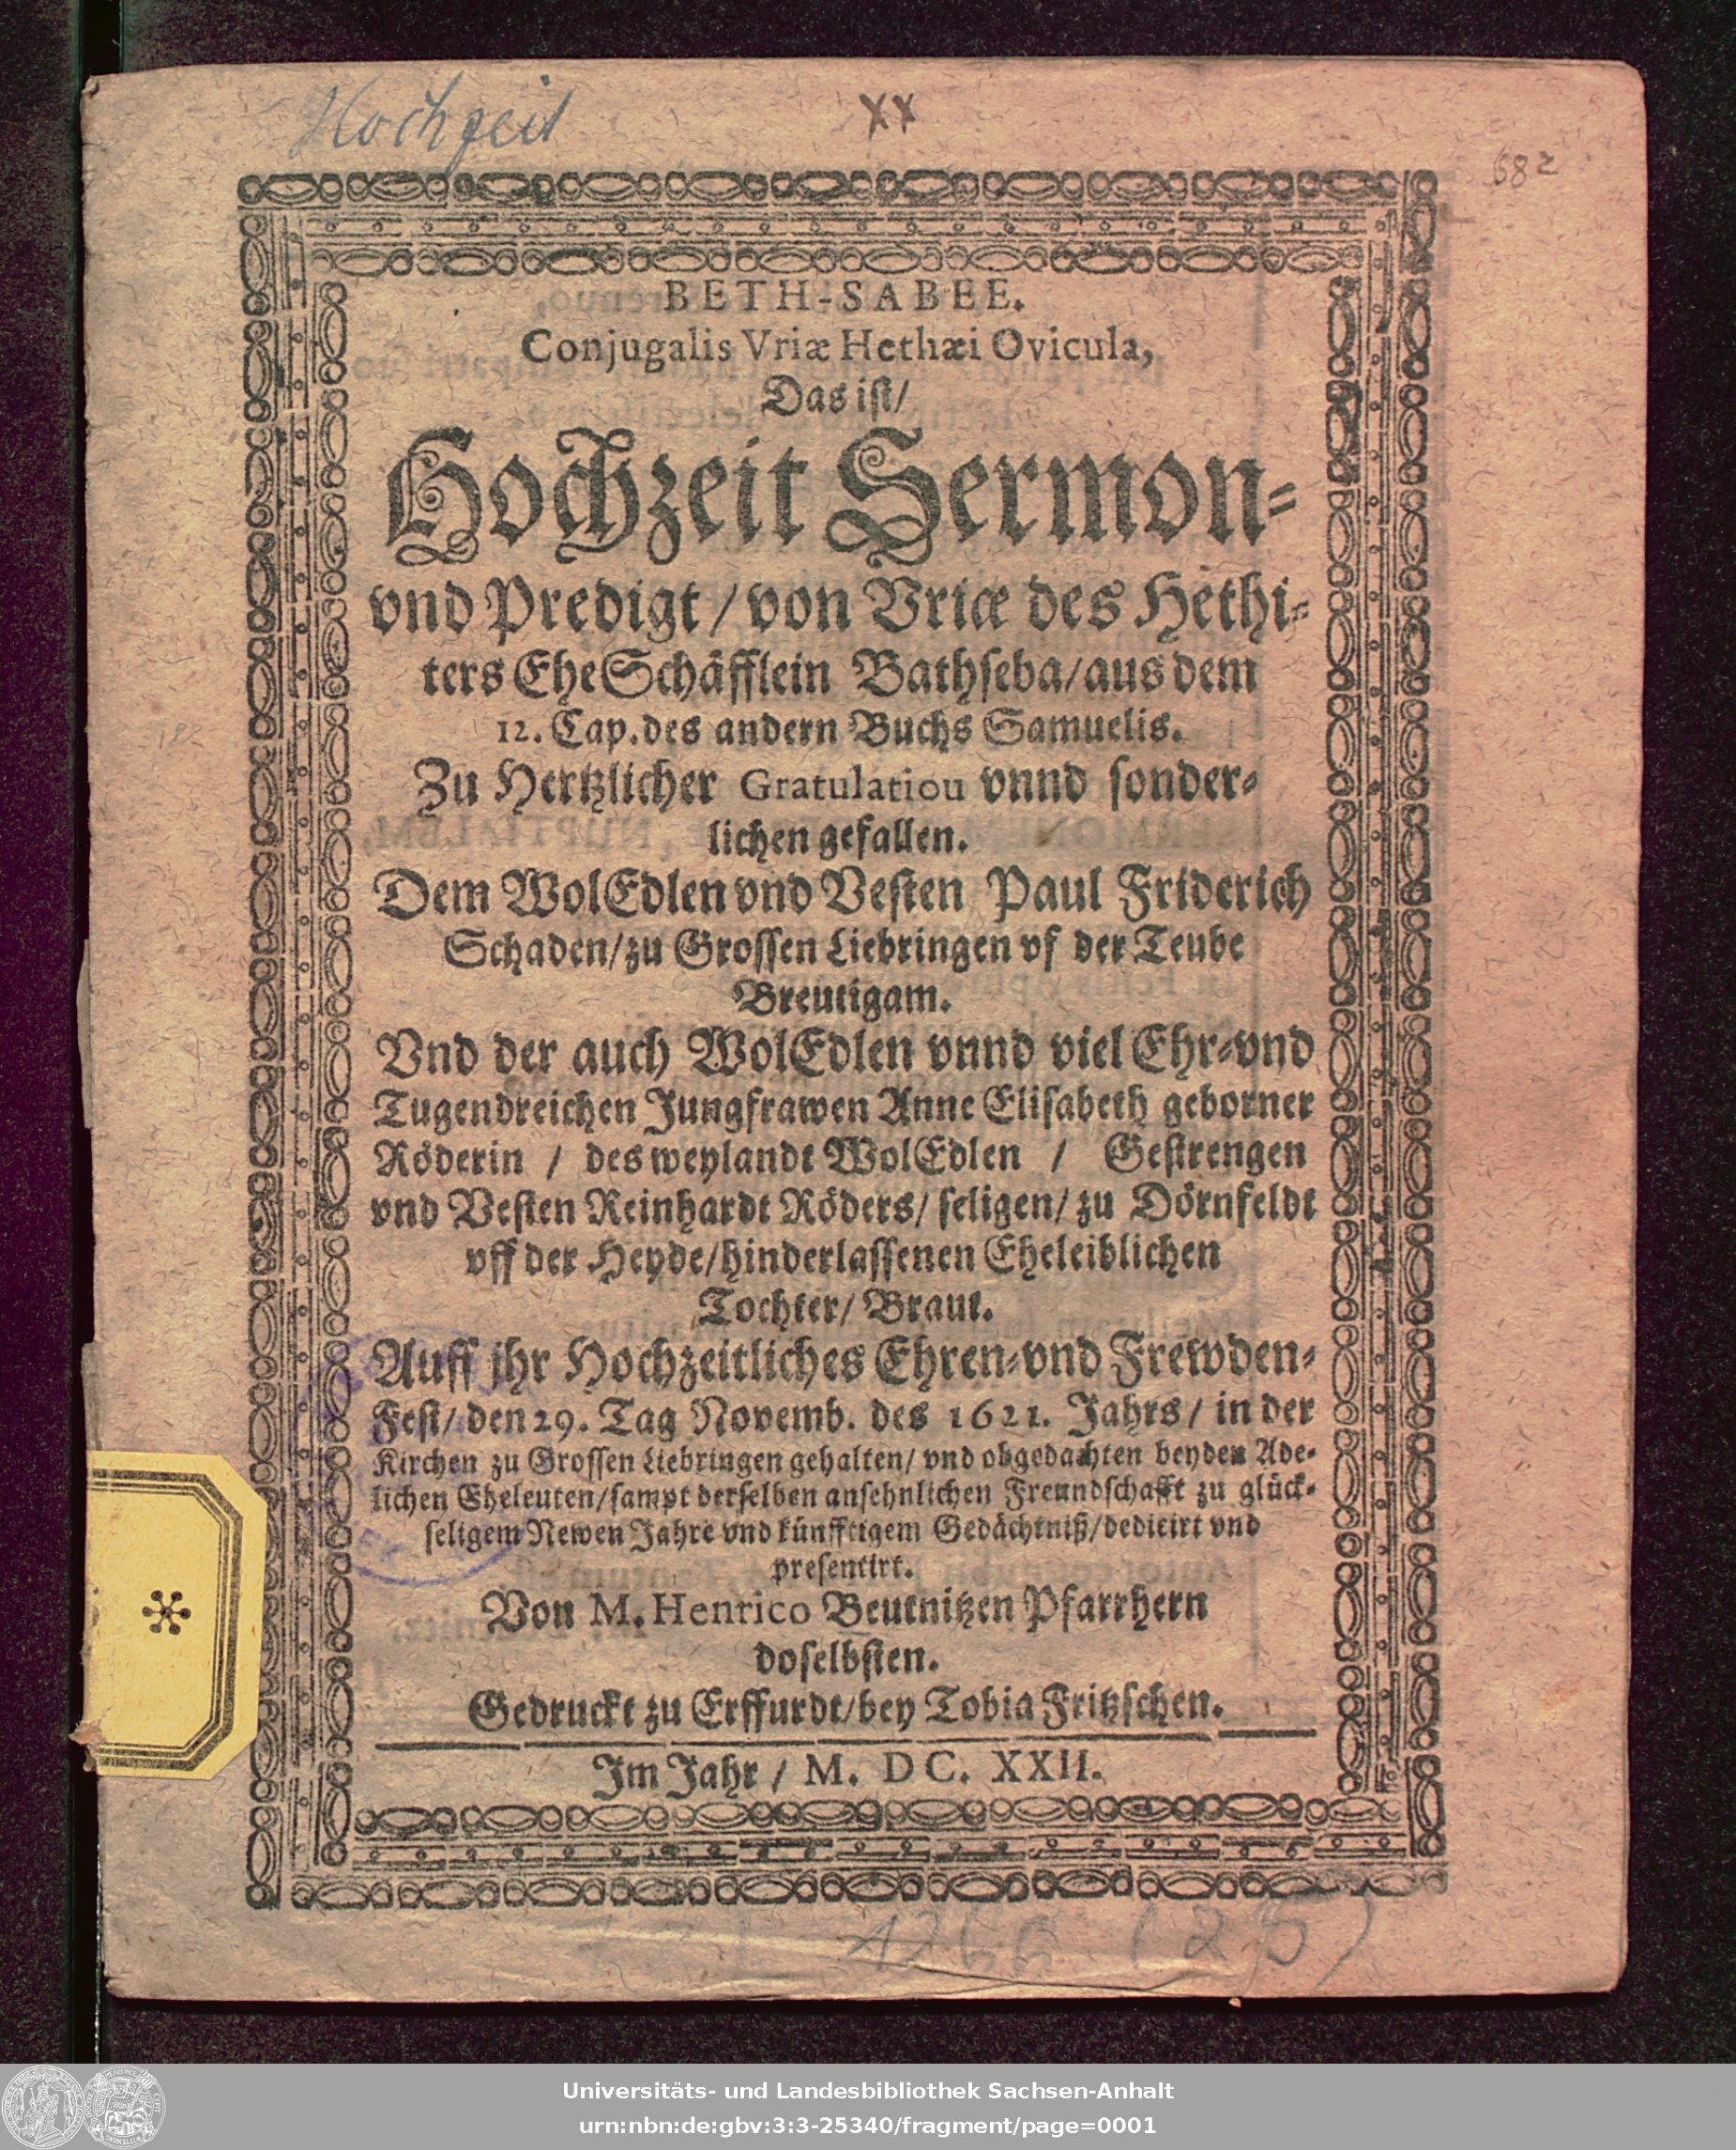 Hochzeit
XX
682
BETH-SABEE.
Conjugalis Vriæ Hethæi Ovicula,
Das iſt/
Hochzeit Sermon-
vnd Predigt / von Vriæ des Hethi-
ters EheSchäfflein Bathſeba/aus dem
12. Cap. des andern Buchs Samuelis.
Zu Hertzlicher Gratulatiou vnnd ſonder-
lichen gefallen.
Dem WolEdlen vnd Veſten Paul Friderich
Schaden/zu Groſſen Liebringen vf der Teube
Breutigam.
Vnd der auch WolEdlen vnnd viel Ehr-vnd
Tugendreichen Jungfrawen Anne Eliſabeth geborner
Röderin / des weylandt WolEdlen / Geſtrengen
vnd Veſten Reinhardt Röders/ ſeligen/ zu Dörnfeldt
vff der Heyde/hinderlaſſenen Eheleiblichen
Tochter/ Braut.
Auff jhr Hochzeitliches Ehren-vnd Frewden-
Feſt/ den 29. Tag Novemb. des 1621. Jahrs / in der
Kirchen zu Groſſen Liebringen gehalten/ vnd obgedachten beyden Ade-
lichen Eheleuten/ſampt derſelben anſehnlichen Freundſchafft zu glück-
ſeligem Newen Jahre vnd künfftigem Gedächtniß/dedicirt vnd
preſentirt.
Von M. Henrico Beutnitzen Pfarrhern
doſelbſten.
Gedruckt zu Erffurdt/bey Tobia Fritzſchen.
Im Jahr / M. DC. XXII.
Universitäts- und Landesbibliothek Sachsen-Anhalt
urn:nbn:de:gbv:3:3-25340/fragment/page=0001